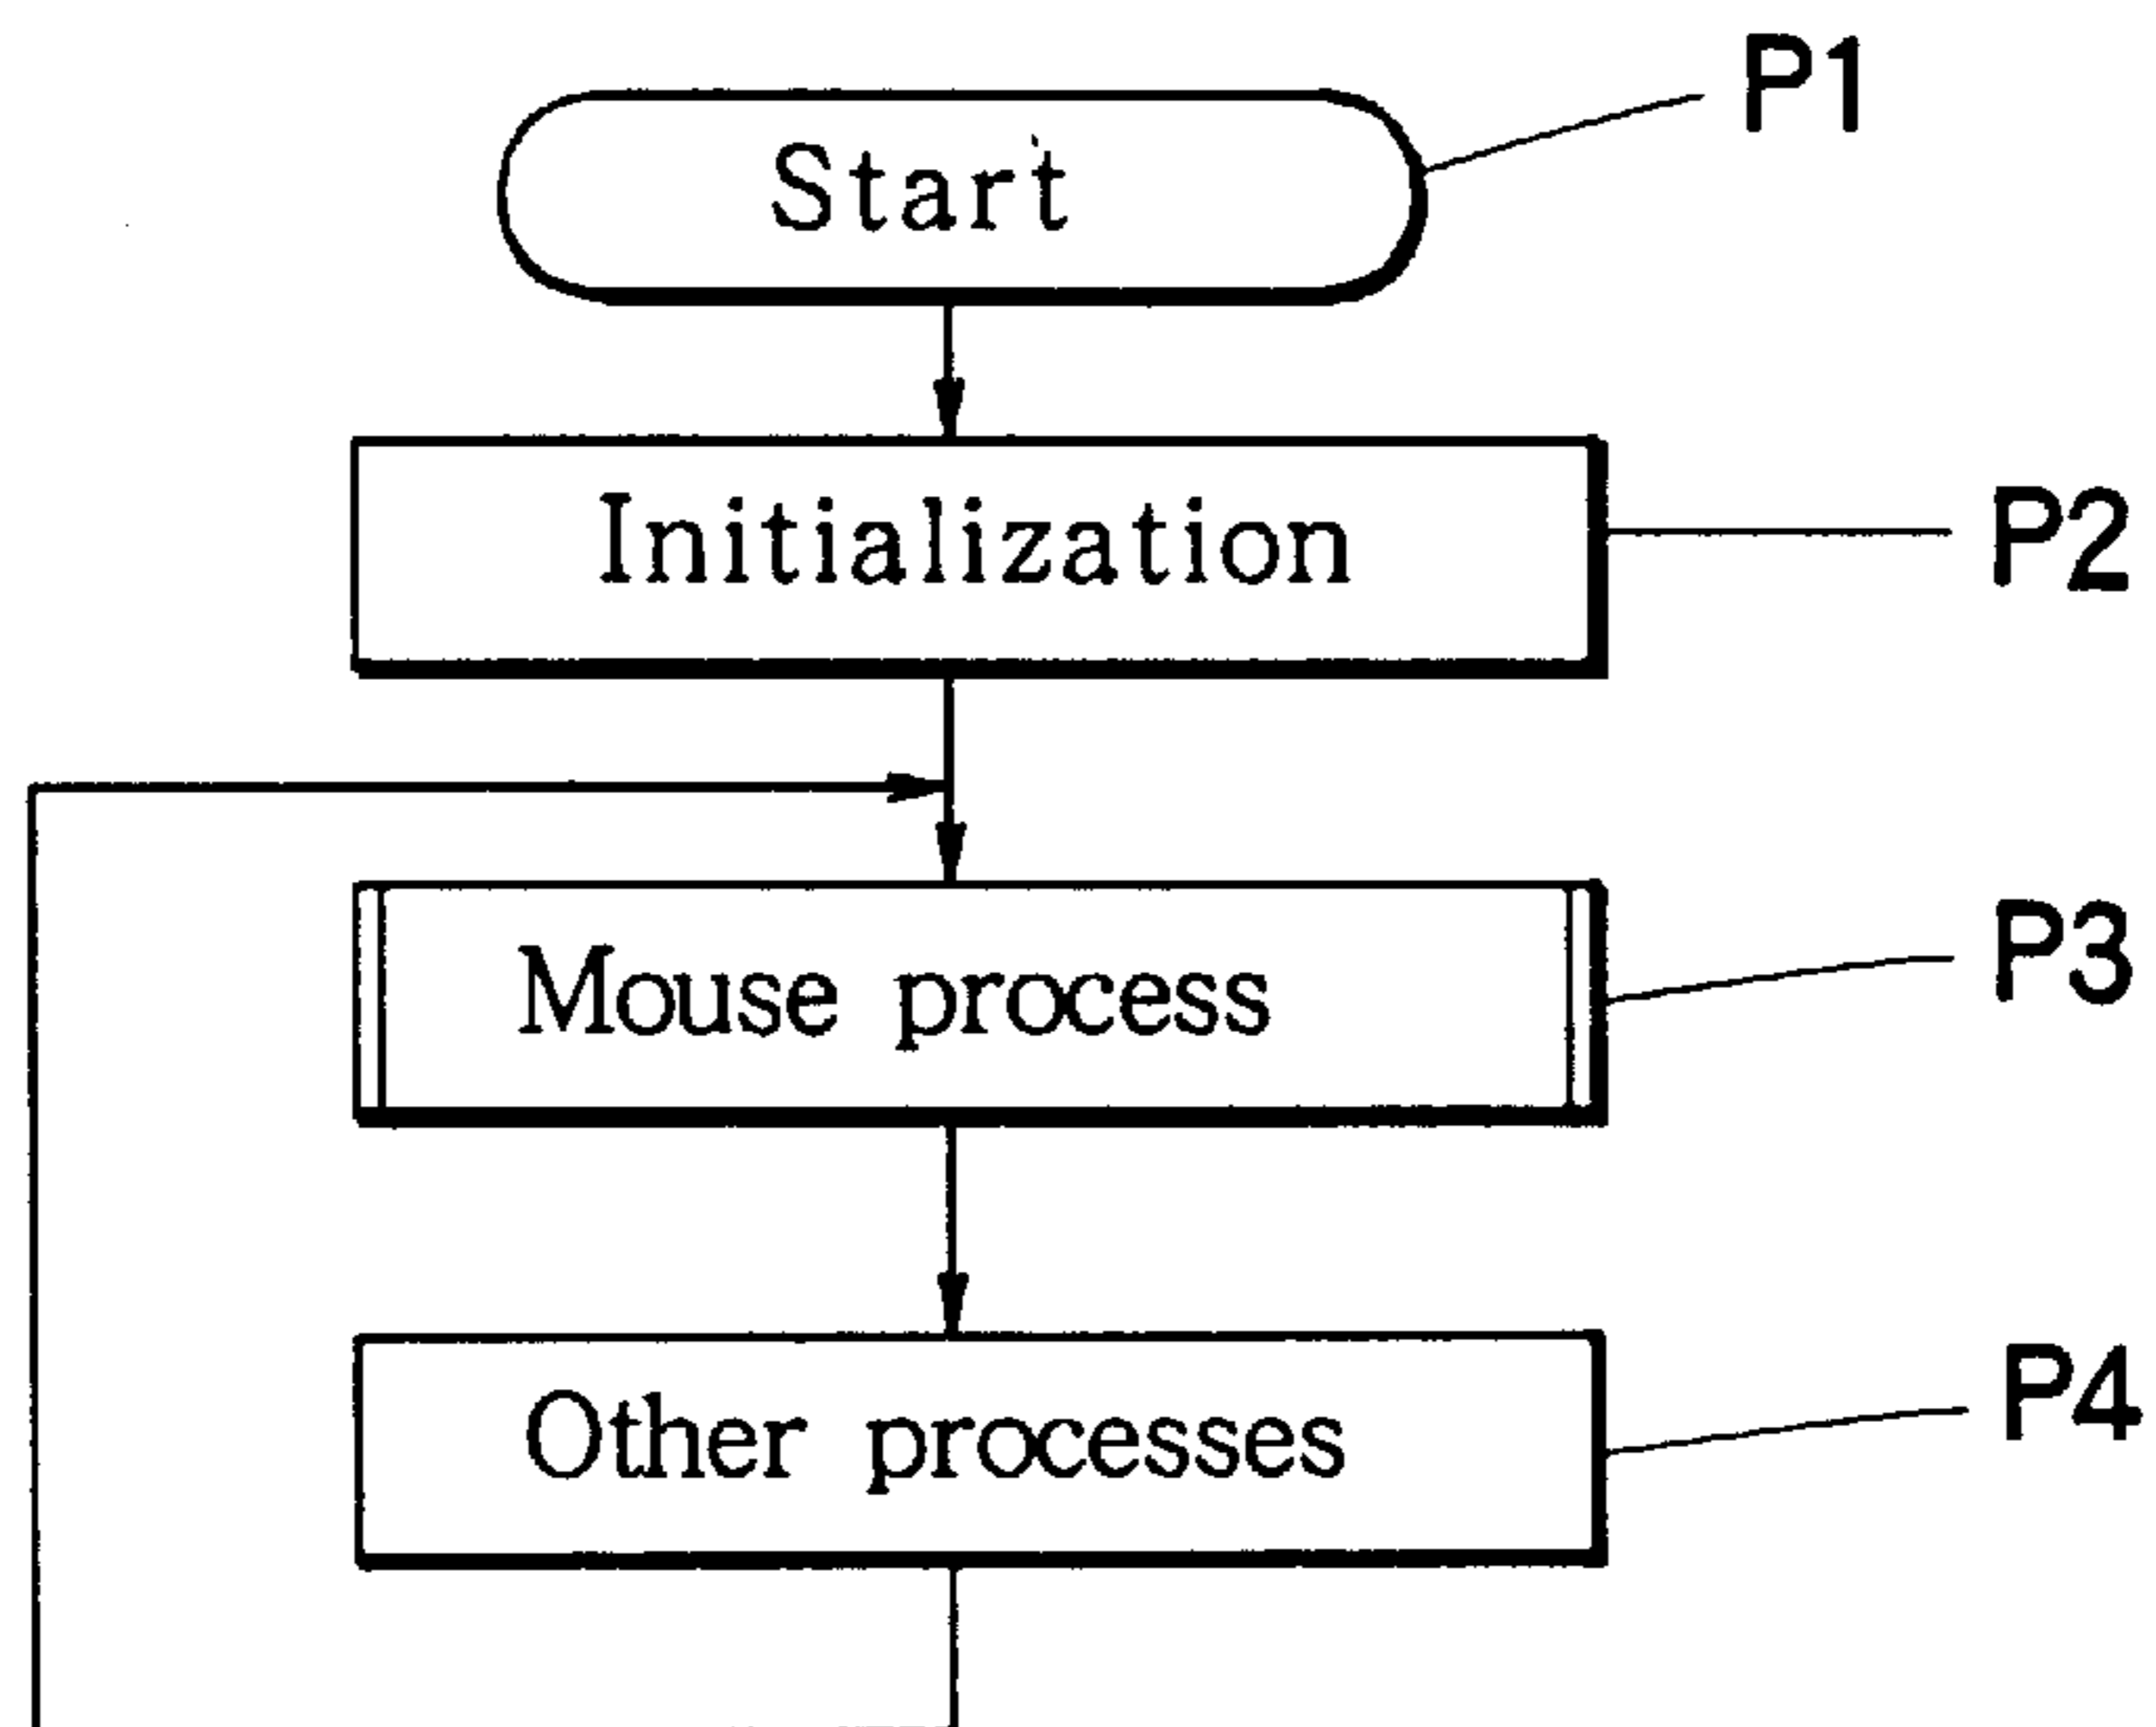 Start
P1
Initialization
P2
Mouse process
P3
Other processes
P4